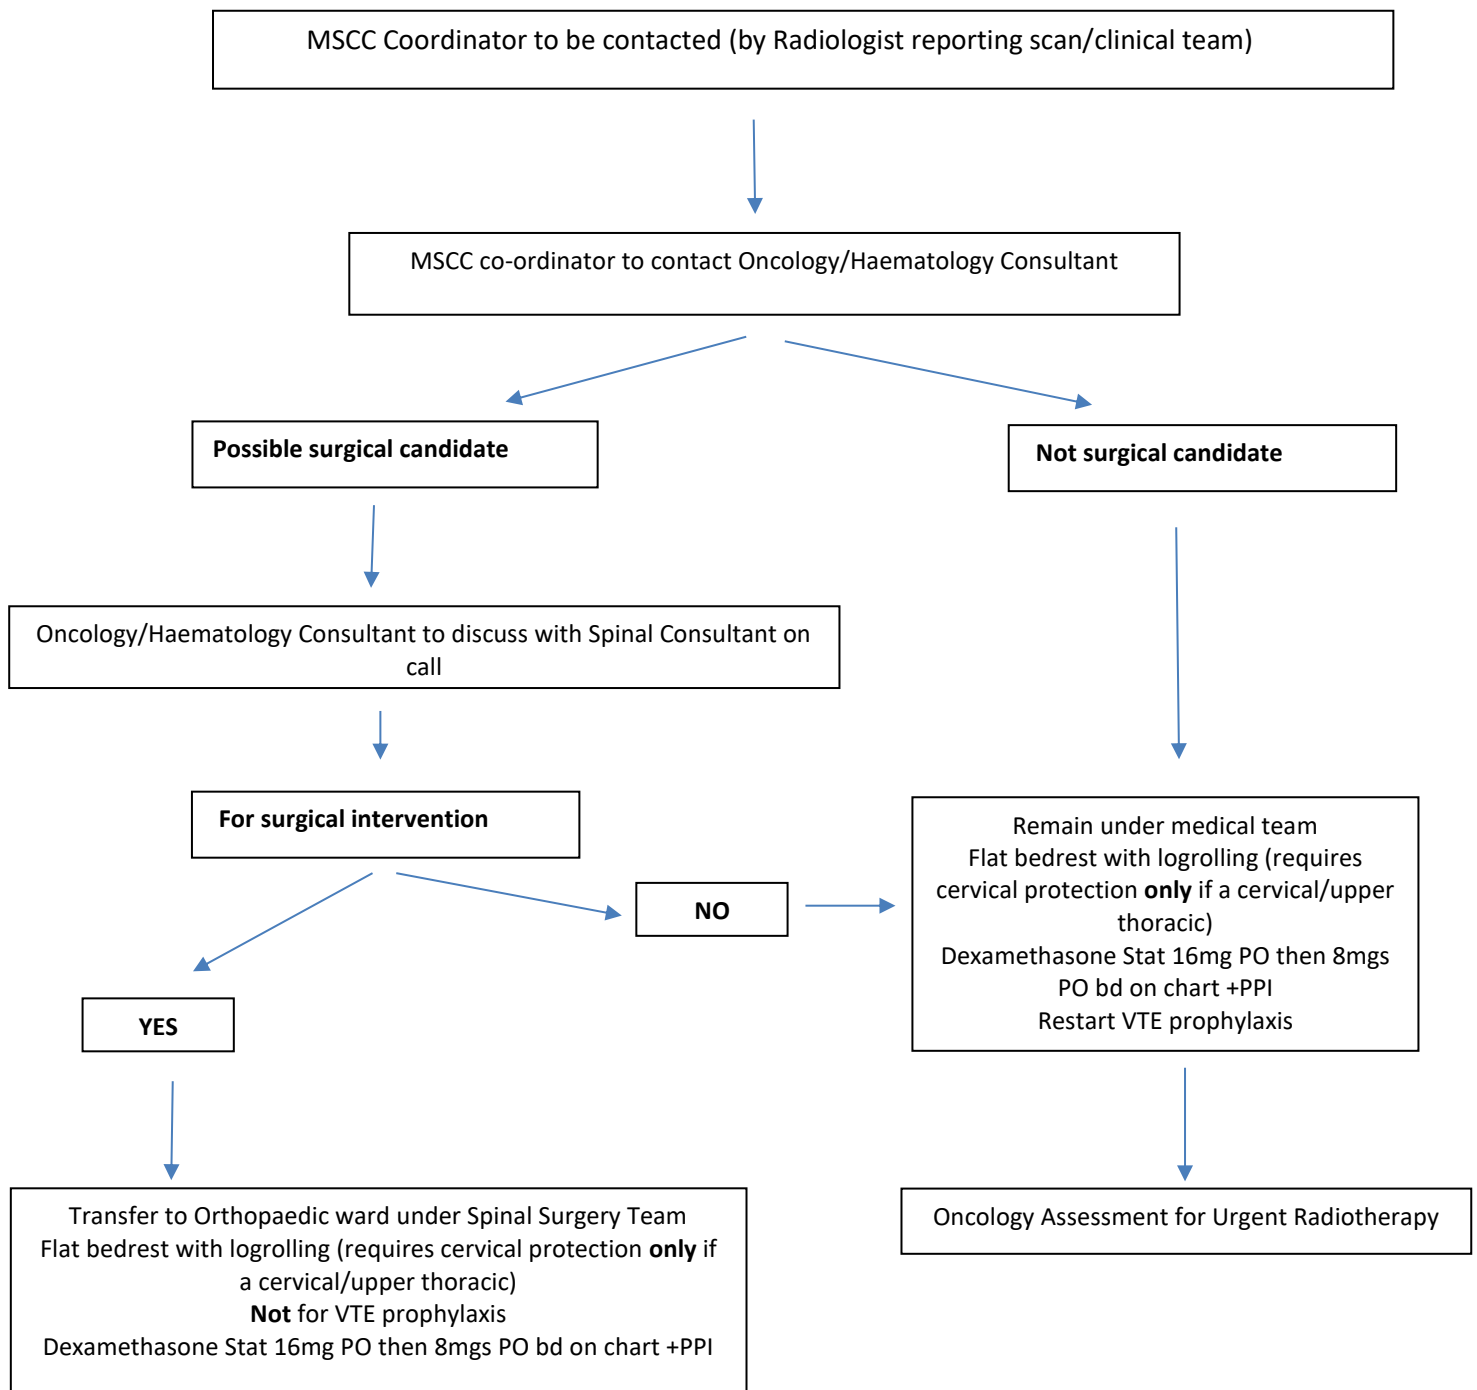 MSCC Coordinator to be contacted (by Radiologist reporting scan/clinical team)
MSCC co-ordinator to contact Oncology/Haematology Consultant
Possible surgical candidate
Not surgical candidate
Oncology/Haematology Consultant to discuss with Spinal Consultant on
call
For surgical intervention
NO
Remain under medical team
Flat bedrest with logrolling (requires
cervical protection only if a cervical/upper
thoracic)
Dexamethasone Stat 16mg PO then 8mgs
PO bd on chart +PPI
Restart VTE prophylaxis
YES
Transfer to Orthopaedic ward under Spinal Surgery Team
Flat bedrest with logrolling (requires cervical protection only if
a cervical/upper thoracic)
Not for VTE prophylaxis
Dexamethasone Stat 16mg PO then 8mgs PO bd on chart +PPI
Oncology Assessment for Urgent Radiotherapy